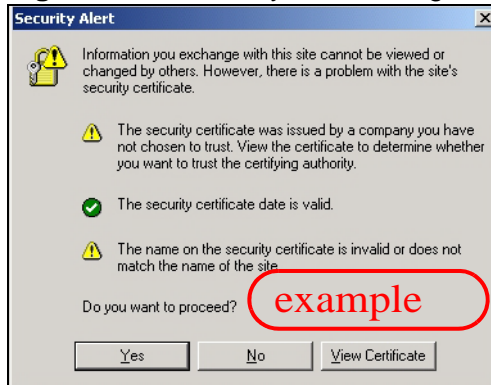 Security Alert
Information you exchange with this site cannot be viewed or
changed by others. However, there is a problem with the site's
security certificate.
The security certificate was issued by a company you have
not chosen to trust. View the certificate to determine whether
you want to trust the certifying authority.
The security certificate date is valid.
The name on the security certificate is invalid or does not
match the name of the site
Do you want to proceed?
example
Yes
No
View Certificate